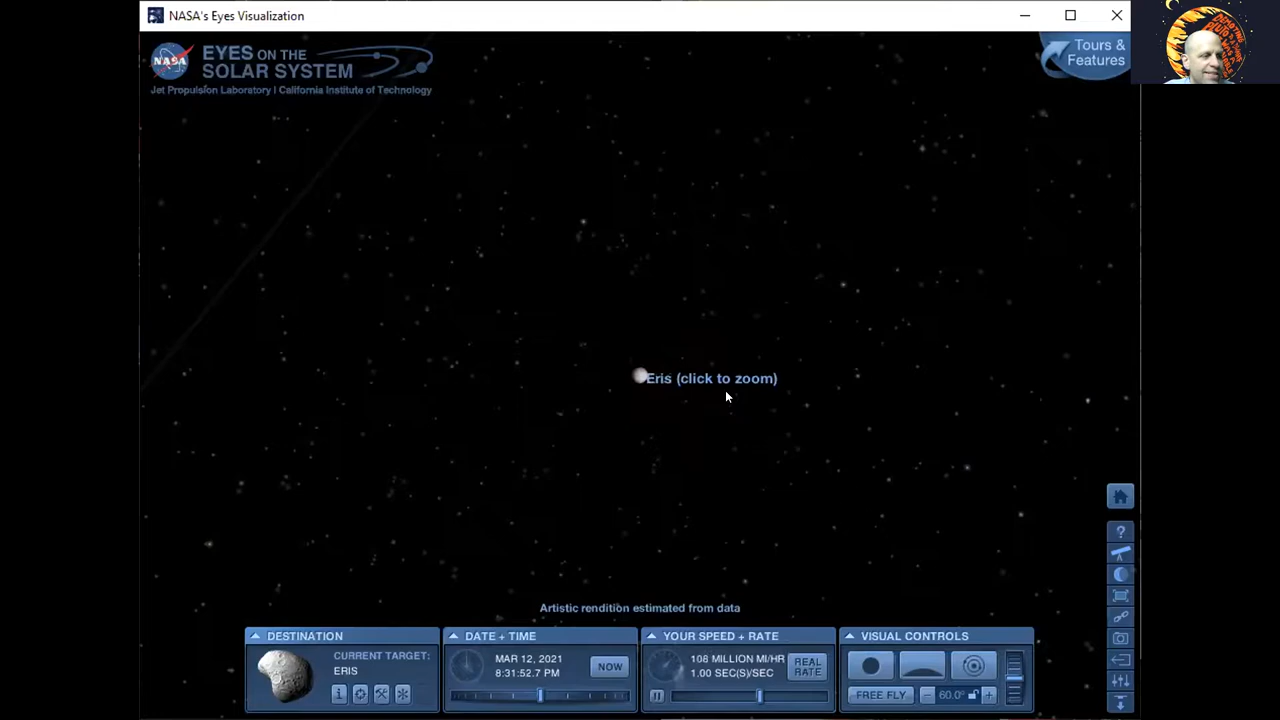 NASA's Eyes Visualization
NASA
EYES ON THE
SOLAR SYSTEM
Jet Propulsion Laboratory | California Institute of Technology
Tours &
Features
Eris (click to zoom)
Artistic rendition estimated from data
DESTINATION
CURRENT TARGET:
ERIS
DATE + TIME
MAR 12, 2021
8:31:52.7 PM
NOW
YOUR SPEED + RATE
108 MILLION MI/HR
1.00 SEC(S)/SEC
REAL
RATE
VISUAL CONTROLS
FREE FLY
60.0°
?